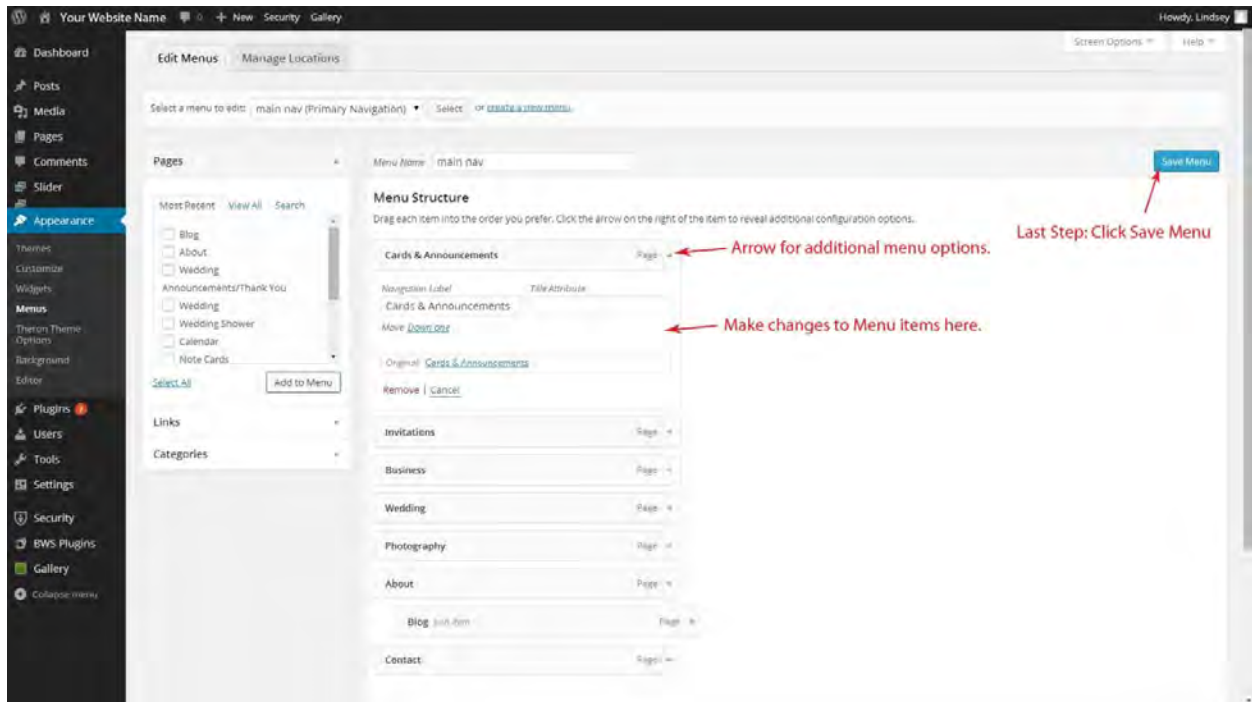 Your Website Name 0 + New Security Gallery
Howdy, Lindsey
Screen Options Help
Dashboard
Posts
Media
Pages
Comments
Slider
Appearance
Themes
Customize
Widgets
Menus
Theron Theme
Options
Background
Editor
Plugins
Users
Tools
Settings
Security
BWS Plugins
Gallery
Collapse menu
Edit Menus Manage Locations
Select a menu to edit: main nav (Primary Navigation) Select or create a new menu.
Pages
Most Recent View All Search
Blog
About
Wedding
Announcements/Thank You
Wedding
Wedding Shower
Calendar
Note Cards
Select All Add to Menu
Links
Categories
Menu Name main nav
Save Menu
Menu Structure
Drag each item into the order you prefer. Click the arrow on the right of the item to reveal additional configuration options.
Last Step: Click Save Menu
Cards & Announcements Page
Arrow for additional menu options.
Navigation Label Title Attribute
Cards & Announcements
Move Down one
Make changes to Menu items here.
Original: Cards & Announcements
Remove | Cancel
Invitations Page
Business Page
Wedding Page
Photography Page
About Page
Blog sub item Page
Contact Page